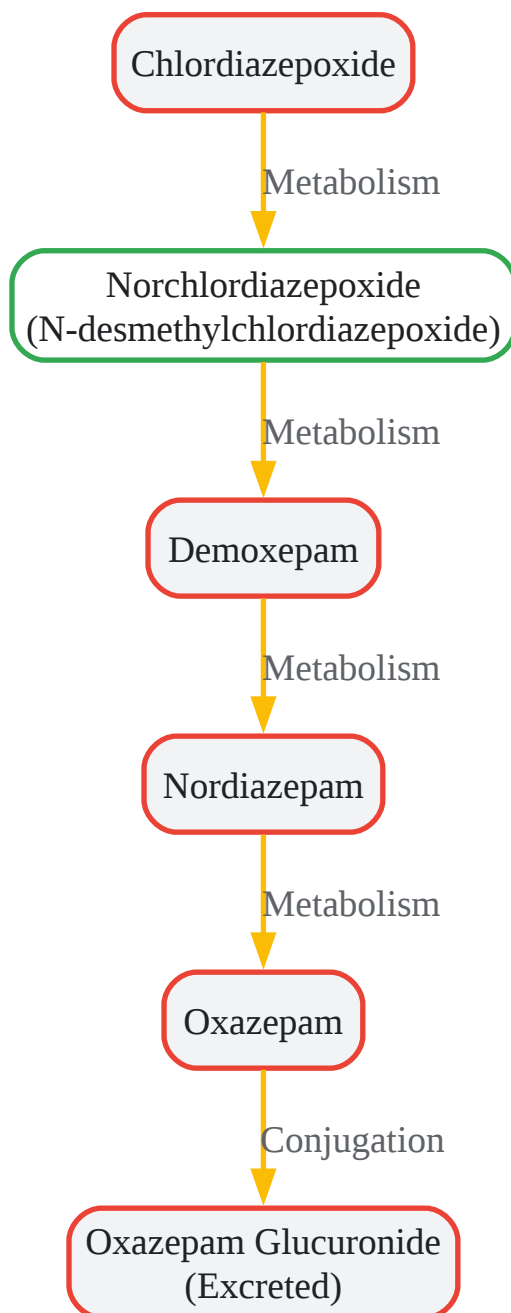 Chlordiazepoxide
Metabolism
Norchlordiazepoxide
(N-desmethylchlordiazepoxide)
Metabolism
Demoxepam
Metabolism
Nordiazepam
Metabolism
Oxazepam
Conjugation
Oxazepam Glucuronide
(Excreted)